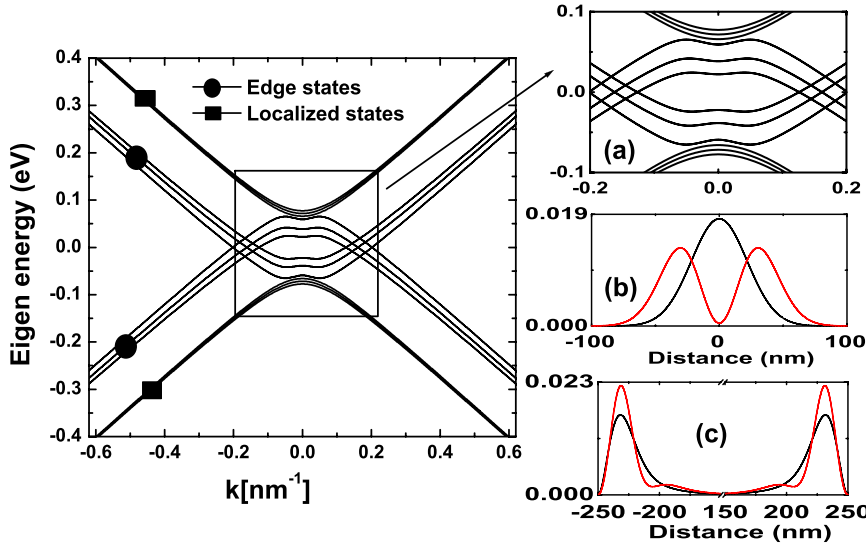 0.4
0.3
0.2
0.1
0.0
-0.1
-0.2
-0.3
-0.4
Eigen energy (eV)
-0.6 -0.4 -0.2 0.0 0.2 0.4 0.6
k[nm-1]
Edge states
Localized states
0.1
0.0
-0.1
(a)
-0.2 0.0 0.2
0.019
0.000
(b)
-100 -50 0 50 100
Distance (nm)
0.023
0.000
(c)
-250 -200 150 200 250
Distance (nm)